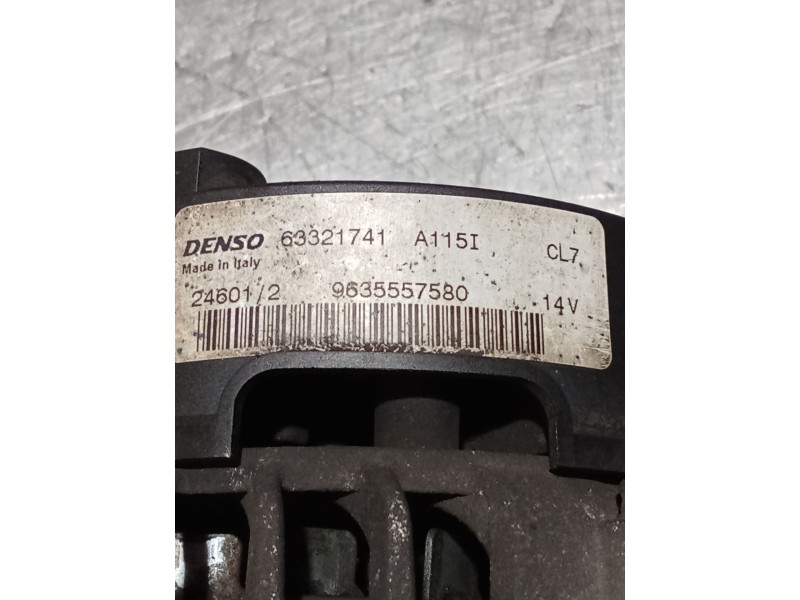 DENSO 63321741 A115I CL7
Made in Italy
24601/2 9635557580 14V